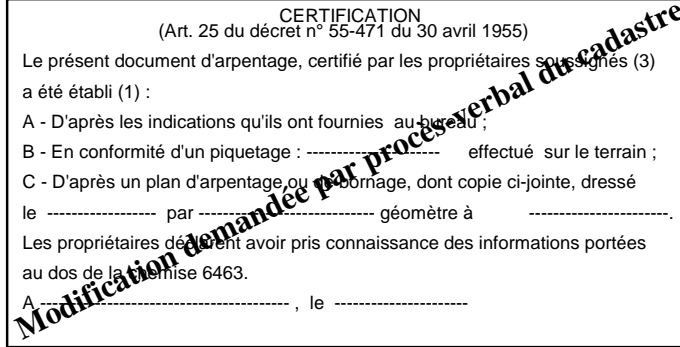 CERTIFICATION
(Art. 25 du décret n° 55-471 du 30 avril 1955)
Le présent document d'arpentage, certifié par les propriétaires soussignés (3)
a été établi (1) :
A - D'après les indications qu'ils ont fournies au bureau ;
B - En conformité d'un piquetage : ---------------------- effectué sur le terrain ;
C - D'après un plan d'arpentage ou de bornage, dont copie ci-jointe, dressé
le ------------------ par ----------------------------- géomètre à -----------------------.
Les propriétaires déclarent avoir pris connaissance des informations portées
au dos de la chemise 6463.
A ----------------------------------------- , le ----------------------
Modification demandée par procès-verbal du cadastre